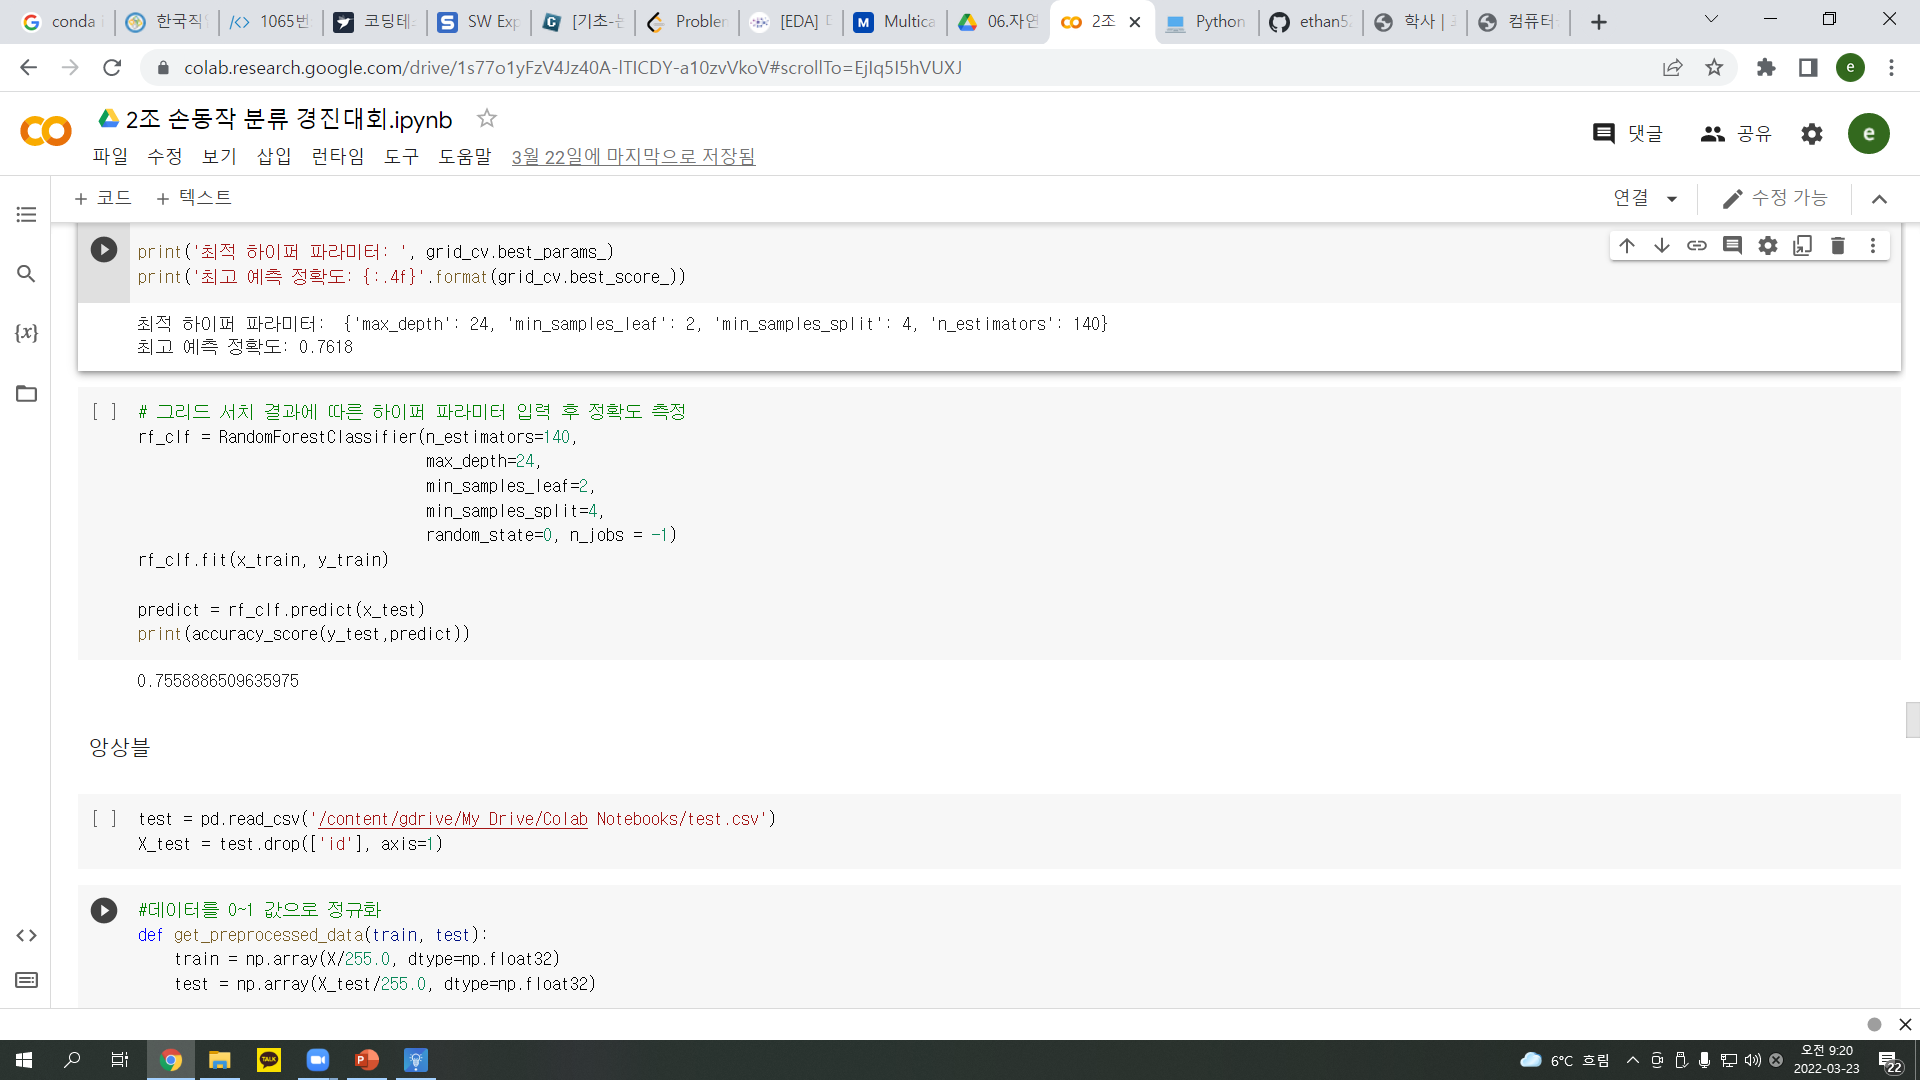 conda i
한국직업
1065번
코딩테스
SW Exp
[기초-논
Problem
[EDA]
Multica
06.자연
2조
Python
ethan52
학사 |
컴퓨터
colab.research.google.com/drive/1s77o1yFzV4Jz40A-lTICDY-a10zvVkoV#scrollTo=EjIq5I5hVUXJ
e
2조 손동작 분류 경진대회.ipynb
댓글
공유
e
파일 수정 보기 삽입 런타임 도구 도움말 3월 22일에 마지막으로 저장됨
+ 코드 + 텍스트
연결
수정 가능
print('최적 하이퍼 파라미터: ', grid_cv.best_params_)
print('최고 예측 정확도: {:.4f}'.format(grid_cv.best_score_))
최적 하이퍼 파라미터:  {'max_depth': 24, 'min_samples_leaf': 2, 'min_samples_split': 4, 'n_estimators': 140}
최고 예측 정확도: 0.7618
{x}
[ ] # 그리드 서치 결과에 따른 하이퍼 파라미터 입력 후 정확도 측정
rf_clf = RandomForestClassifier(n_estimators=140,
max_depth=24,
min_samples_leaf=2,
min_samples_split=4,
random_state=0, n_jobs = -1)
rf_clf.fit(x_train, y_train)
predict = rf_clf.predict(x_test)
print(accuracy_score(y_test,predict))
0.7558886509635975
앙상블
[ ] test = pd.read_csv('/content/gdrive/My Drive/Colab Notebooks/test.csv')
X_test = test.drop(['id'], axis=1)
#데이터를 0~1 값으로 정규화
def get_preprocessed_data(train, test):
train = np.array(X/255.0, dtype=np.float32)
test = np.array(X_test/255.0, dtype=np.float32)
TALK
6°C 흐림
오전 9:20
2022-03-23
22